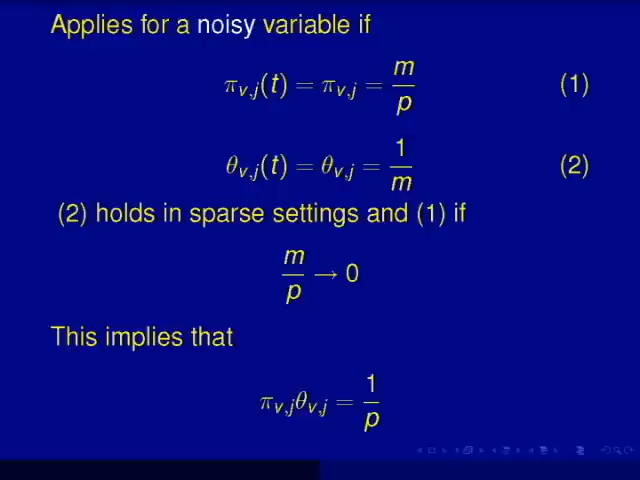 Applies for a noisy variable if
π_{v,j}(t) = π_{v,j} = m/p (1)
θ_{v,j}(t) = θ_{v,j} = 1/m (2)
(2) holds in sparse settings and (1) if
m/p → 0
This implies that
π_{v,j}θ_{v,j} = 1/p